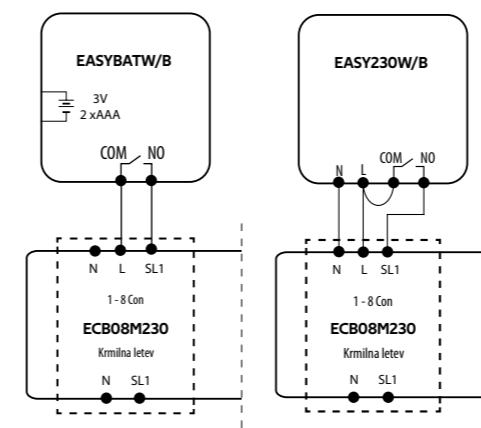 EASYBATW/B
3V
2 xAAA
COM NO
N L SL1
1 - 8 Con
ECB08M230
Krmilna letev
N SL1
EASY230W/B
N L COM NO
N L SL1
1 - 8 Con
ECB08M230
Krmilna letev
N SL1